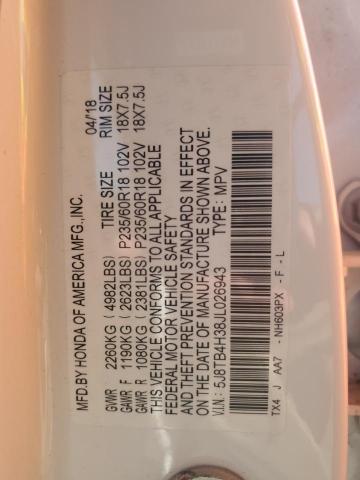 MFD.BY HONDA OF AMERICA MFG.,INC. 04/18
TIRE SIZE RIM SIZE
GVWR 2260KG ( 4982LBS)
GAWR F 1190KG ( 2623LBS) P235/60R18 102V 18X7.5J
GAWR R 1080KG ( 2381LBS) P235/60R18 102V 18X7.5J
THIS VEHICLE CONFORMS TO ALL APPLICABLE
FEDERAL MOTOR VEHICLE SAFETY
AND THEFT PREVENTION STANDARDS IN EFFECT
ON THE DATE OF MANUFACTURE SHOWN ABOVE.
V.I.N.: 5J8TB4H38JL026943 TYPE: MPV
TX4 J AA7 - NH603PX - F - L